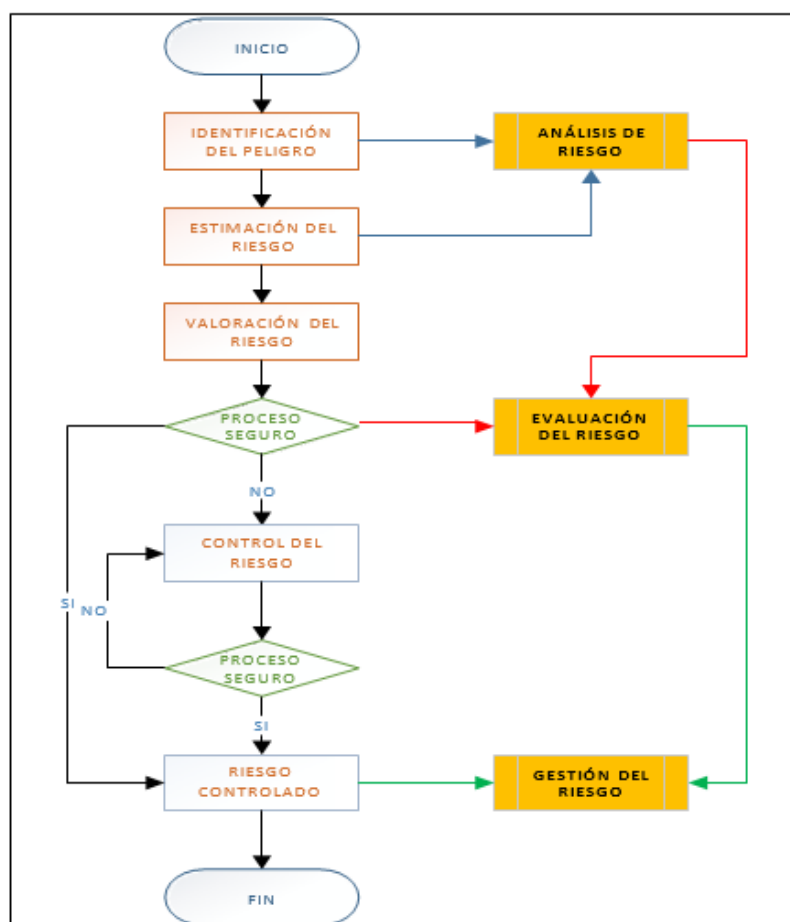 INICIO
IDENTIFICACIÓN
DEL PELIGRO
ANÁLISIS DE
RIESGO
ESTIMACIÓN DEL
RIESGO
VALORACIÓN DEL
RIESGO
PROCESO
SEGURO
EVALUACIÓN
DEL RIESGO
NO
CONTROL DEL
RIESGO
SI
NO
PROCESO
SEGURO
SI
RIESGO
CONTROLADO
GESTIÓN DEL
RIESGO
FIN